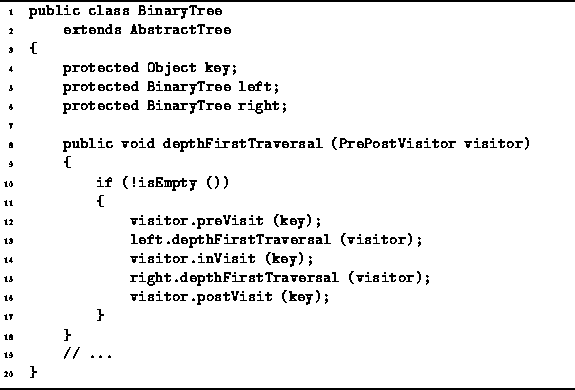 1 public class BinaryTree
2 extends AbstractTree
3 {
4 protected Object key;
5 protected BinaryTree left;
6 protected BinaryTree right;
7
8 public void depthFirstTraversal (PrePostVisitor visitor)
9 {
10 if (!isEmpty ())
11 {
12 visitor.preVisit (key);
13 left.depthFirstTraversal (visitor);
14 visitor.inVisit (key);
15 right.depthFirstTraversal (visitor);
16 visitor.postVisit (key);
17 }
18 }
19 // ...
20 }